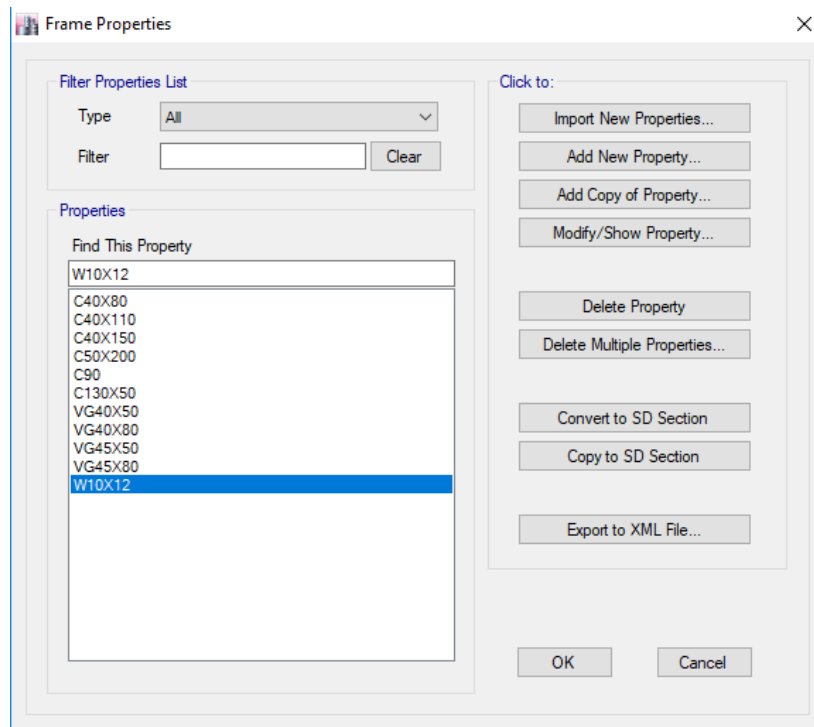 Frame Properties
Filter Properties List
Type
All
Filter
Clear
Properties
Find This Property
W10X12
C40X80
C40X110
C40X150
C50X200
C90
C130X50
VG40X50
VG40X80
VG45X50
VG45X80
W10X12
Click to:
Import New Properties...
Add New Property...
Add Copy of Property...
Modify/Show Property...
Delete Property
Delete Multiple Properties...
Convert to SD Section
Copy to SD Section
Export to XML File...
OK
Cancel